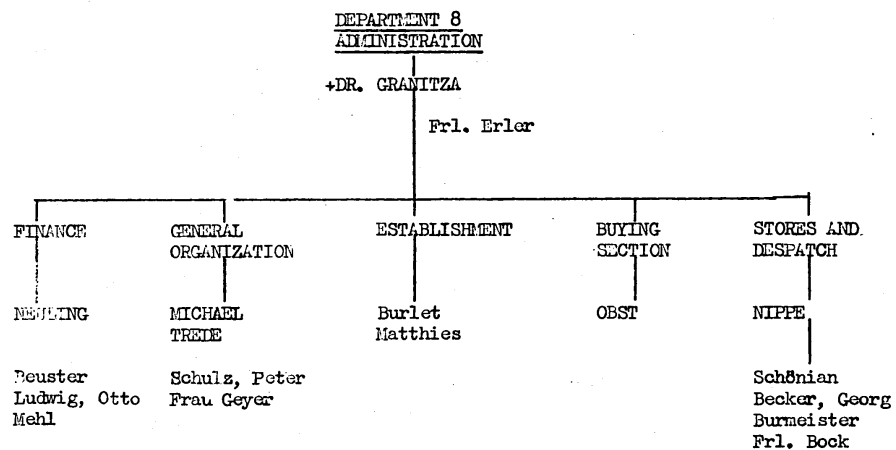 DEPARTMENT 8
ADMINISTRATION
+DR. GRANITZA
Frl. Erler
FINANCE
GENERAL
ORGANIZATION
ESTABLISHMENT
BUYING
SECTION
STORES AND
DESPATCH
NEULING
MICHAEL
TREDE
Burlet
Matthies
OBST
NIPPE
Beuster
Ludwig, Otto
Mehl
Schulz, Peter
Frau Geyer
Schönian
Becker, Georg
Burmeister
Frl. Bock